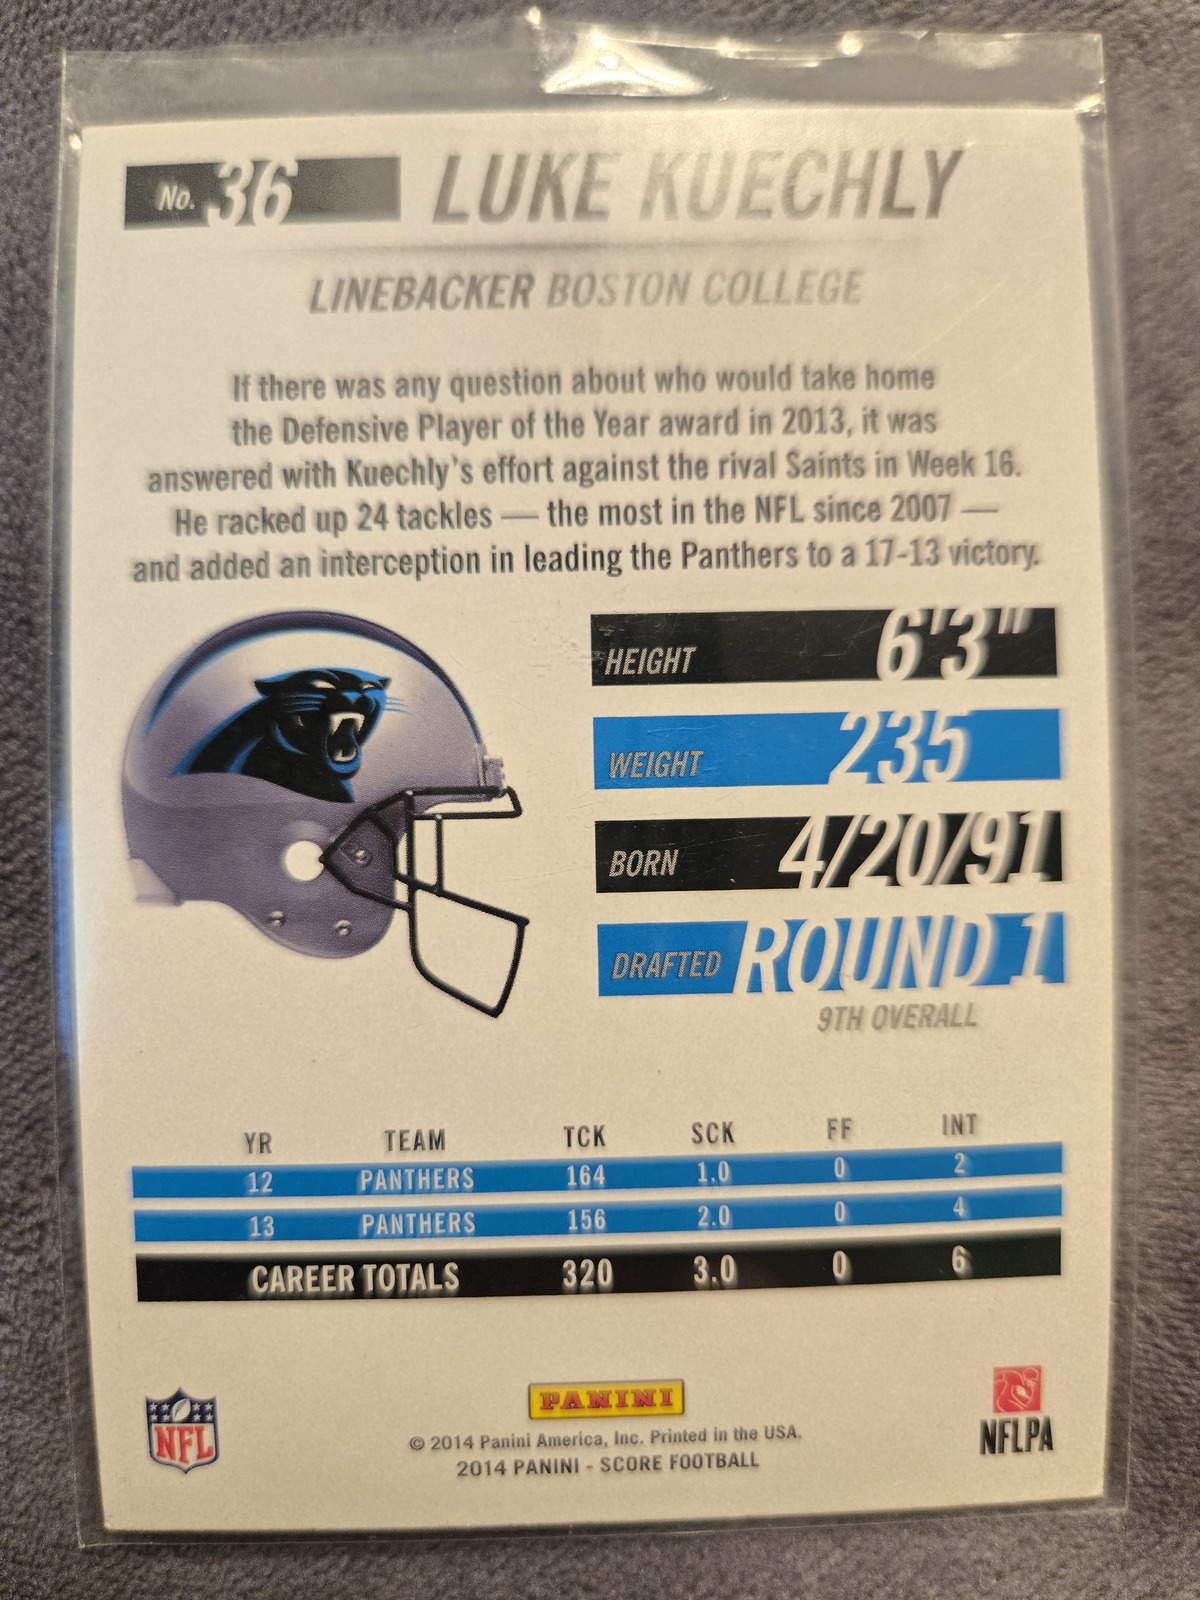 No. 36 LUKE KUECHLY
LINEBACKER BOSTON COLLEGE
If there was any question about who would take home
the Defensive Player of the Year award in 2013, it was
answered with Kuechly's effort against the rival Saints in Week 16.
He racked up 24 tackles — the most in the NFL since 2007 —
and added an interception in leading the Panthers to a 17-13 victory.
HEIGHT 6'3"
WEIGHT 235
BORN 4/20/91
DRAFTED ROUND 1
9TH OVERALL
YR TEAM TCK SCK FF INT
12 PANTHERS 164 1.0 0 2
13 PANTHERS 156 2.0 0 4
CAREER TOTALS 320 3.0 0 6
NFL
PANINI
© 2014 Panini America, Inc. Printed in the USA.
2014 PANINI - SCORE FOOTBALL
NFLPA